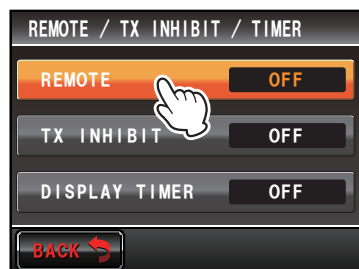 REMOTE / TX INHIBIT / TIMER
REMOTE OFF
TX INHIBIT OFF
DISPLAY TIMER OFF
BACK